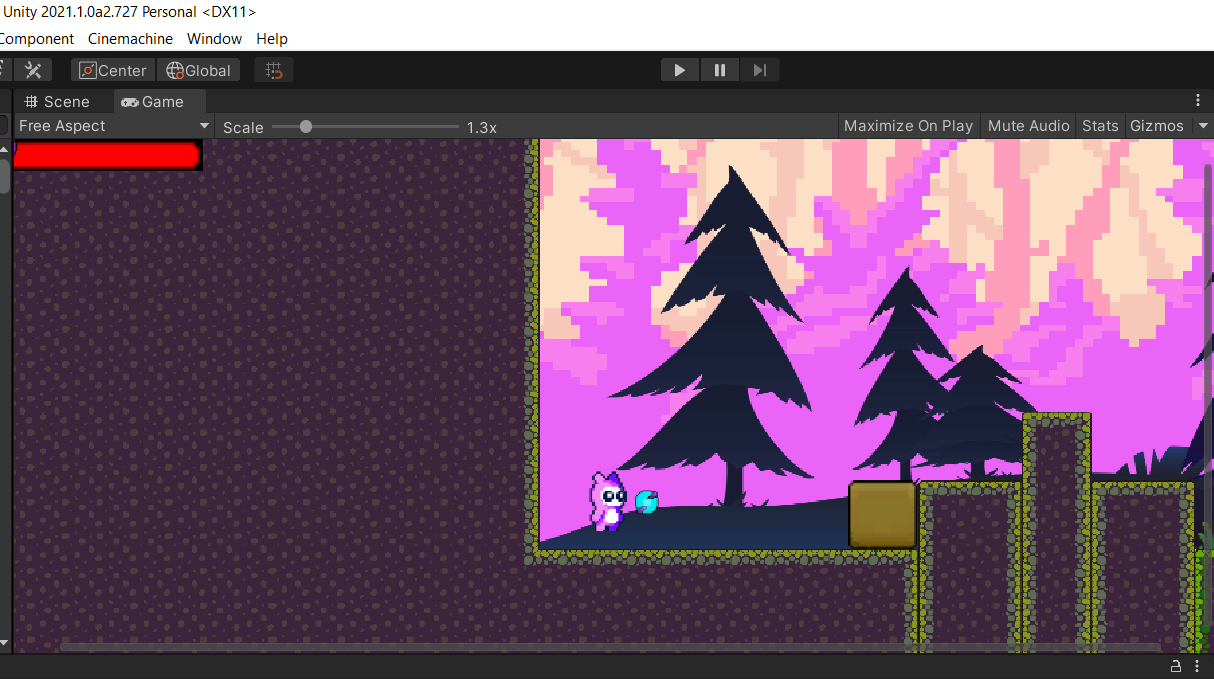 Unity 2021.1.0a2.727 Personal <DX11>
Component Cinemachine Window Help
Center Global
Scene Game
Free Aspect Scale 1.3x Maximize On Play Mute Audio Stats Gizmos